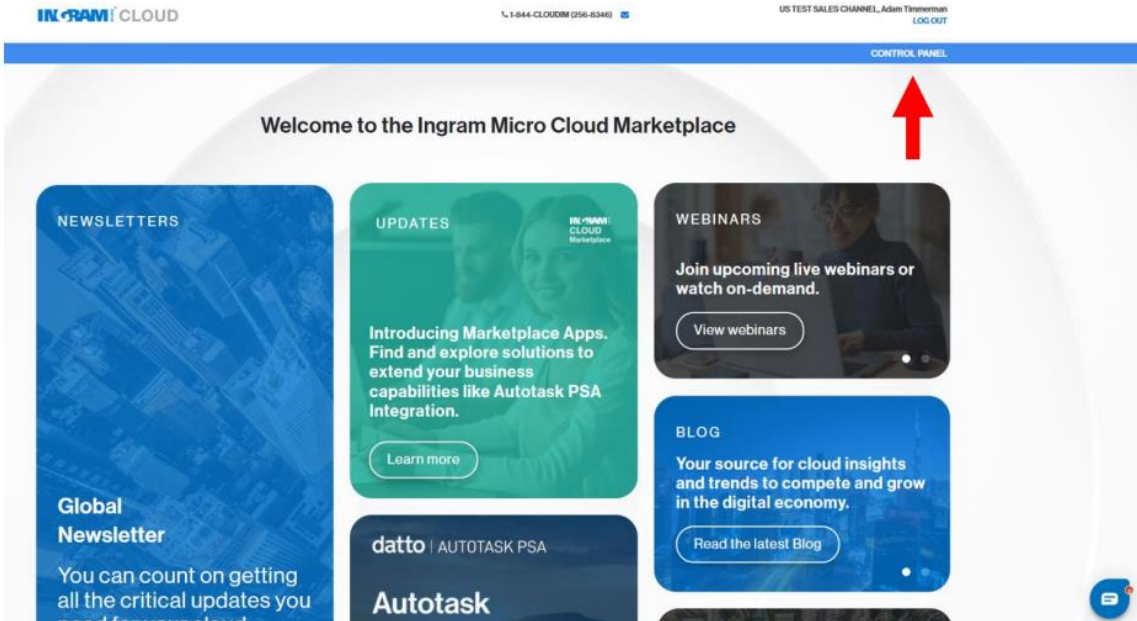 INGRAM CLOUD
1-844-CLOUDIM (256-8346)
US TEST SALES CHANNEL, Adam Timmerman
LOG OUT
CONTROL PANEL
Welcome to the Ingram Micro Cloud Marketplace
NEWSLETTERS
Global
Newsletter
You can count on getting
all the critical updates you
UPDATES
INGRAM
CLOUD
Marketplace
Introducing Marketplace Apps.
Find and explore solutions to
extend your business
capabilities like Autotask PSA
Integration.
Learn more
datto | AUTOTASK PSA
Autotask
WEBINARS
Join upcoming live webinars or
watch on-demand.
View webinars
BLOG
Your source for cloud insights
and trends to compete and grow
in the digital economy.
Read the latest Blog